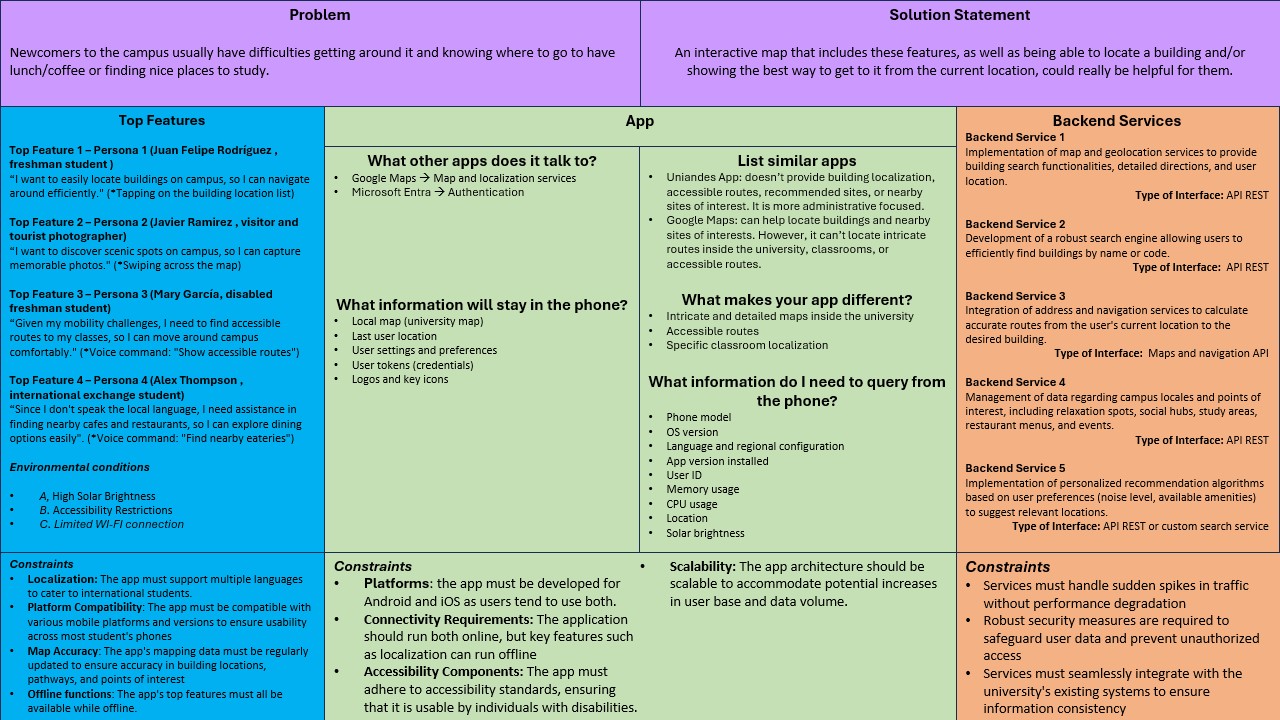 Problem
Newcomers to the campus usually have difficulties getting around it and knowing where to go to have
lunch/coffee or finding nice places to study.
Solution Statement
An interactive map that includes these features, as well as being able to locate a building and/or
showing the best way to get to it from the current location, could really be helpful for them.
Top Features
Top Feature 1 – Persona 1 (Juan Felipe Rodríguez ,
freshman student )
“I want to easily locate buildings on campus, so I can navigate
around efficiently.” (*Tapping on the building location list)
Top Feature 2 – Persona 2 (Javier Ramirez , visitor and
tourist photographer)
“I want to discover scenic spots on campus, so I can capture
memorable photos.” (*Swiping across the map)
Top Feature 3 – Persona 3 (Mary García, disabled
freshman student)
“Given my mobility challenges, I need to find accessible
routes to my classes, so I can move around campus
comfortably.” (*Voice command: "Show accessible routes")
Top Feature 4 – Persona 4 (Alex Thompson ,
international exchange student)
“Since I don't speak the local language, I need assistance in
finding nearby cafes and restaurants, so I can explore dining
options easily". (*Voice command: "Find nearby eateries")
Environmental conditions
• A, High Solar Brightness
• B. Accessibility Restrictions
• C. Limited WI-FI connection
App
What other apps does it talk to?
• Google Maps → Map and localization services
• Microsoft Entra → Authentication
What information will stay in the phone?
• Local map (university map)
• Last user location
• User settings and preferences
• User tokens (credentials)
• Logos and key icons
List similar apps
• Uniandes App: doesn’t provide building localization,
accessible routes, recommended sites, or nearby
sites of interest. It is more administrative focused.
• Google Maps: can help locate buildings and nearby
sites of interests. However, it can’t locate intricate
routes inside the university, classrooms, or
accessible routes.
What makes your app different?
• Intricate and detailed maps inside the university
• Accessible routes
• Specific classroom localization
What information do I need to query from
the phone?
• Phone model
• OS version
• Language and regional configuration
• App version installed
• User ID
• Memory usage
• CPU usage
• Location
• Solar brightness
Backend Services
Backend Service 1
Implementation of map and geolocation services to provide
building search functionalities, detailed directions, and user
location.
Type of Interface: API REST
Backend Service 2
Development of a robust search engine allowing users to
efficiently find buildings by name or code.
Type of Interface: API REST
Backend Service 3
Integration of address and navigation services to calculate
accurate routes from the user's current location to the
desired building.
Type of Interface: Maps and navigation API
Backend Service 4
Management of data regarding campus locales and points of
interest, including relaxation spots, social hubs, study areas,
restaurant menus, and events.
Type of Interface: API REST
Backend Service 5
Implementation of personalized recommendation algorithms
based on user preferences (noise level, available amenities)
to suggest relevant locations.
Type of Interface: API REST or custom search service
Constraints
• Localization: The app must support multiple languages
to cater to international students.
• Platform Compatibility: The app must be compatible with
various mobile platforms and versions to ensure usability
across most student's phones
• Map Accuracy: The app's mapping data must be regularly
updated to ensure accuracy in building locations,
pathways, and points of interest
• Offline functions: The app's top features must all be
available while offline.
Constraints
• Platforms: the app must be developed for
Android and iOS as users tend to use both.
• Connectivity Requirements: The application
should run both online, but key features such
as localization can run offline
• Accessibility Components: The app must
adhere to accessibility standards, ensuring
that it is usable by individuals with disabilities.
• Scalability: The app architecture should be
scalable to accommodate potential increases
in user base and data volume.
Constraints
• Services must handle sudden spikes in traffic
without performance degradation
• Robust security measures are required to
safeguard user data and prevent unauthorized
access
• Services must seamlessly integrate with the
university's existing systems to ensure
information consistency